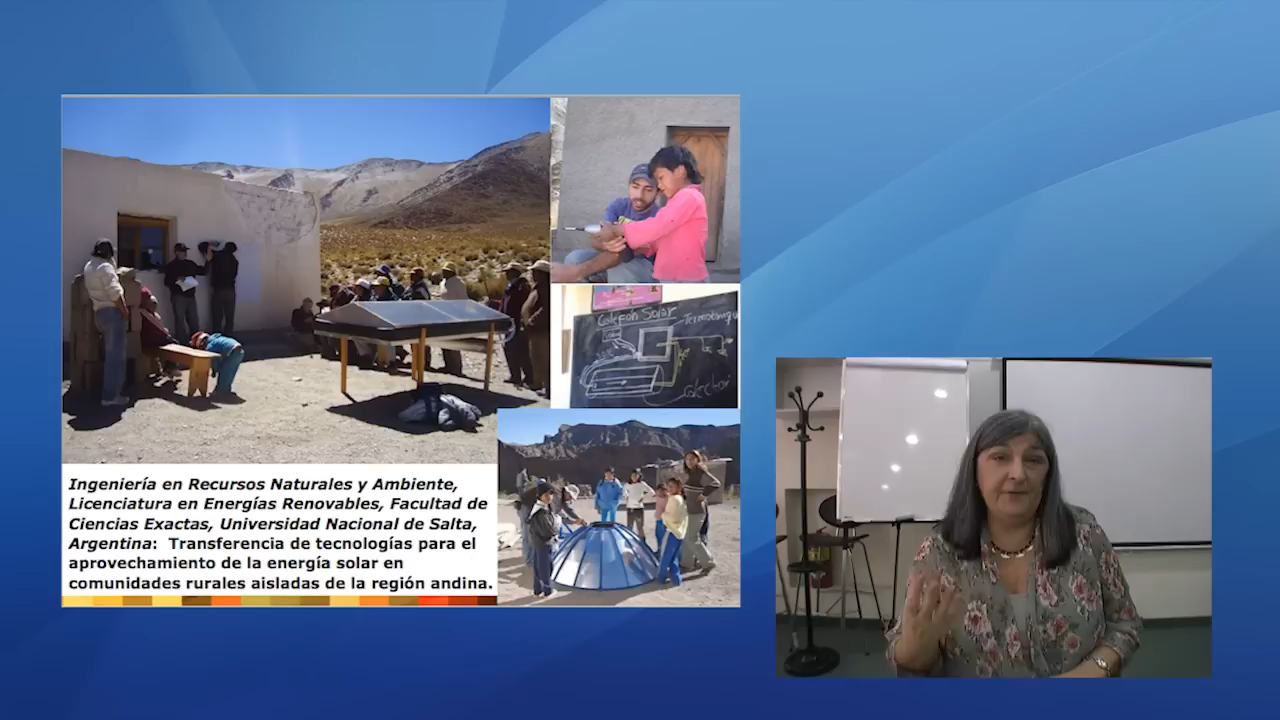 Calefón Solar
Termotanque
Colector
Ingeniería en Recursos Naturales y Ambiente,
Licenciatura en Energías Renovables, Facultad de
Ciencias Exactas, Universidad Nacional de Salta,
Argentina: Transferencia de tecnologías para el
aprovechamiento de la energía solar en
comunidades rurales aisladas de la región andina.